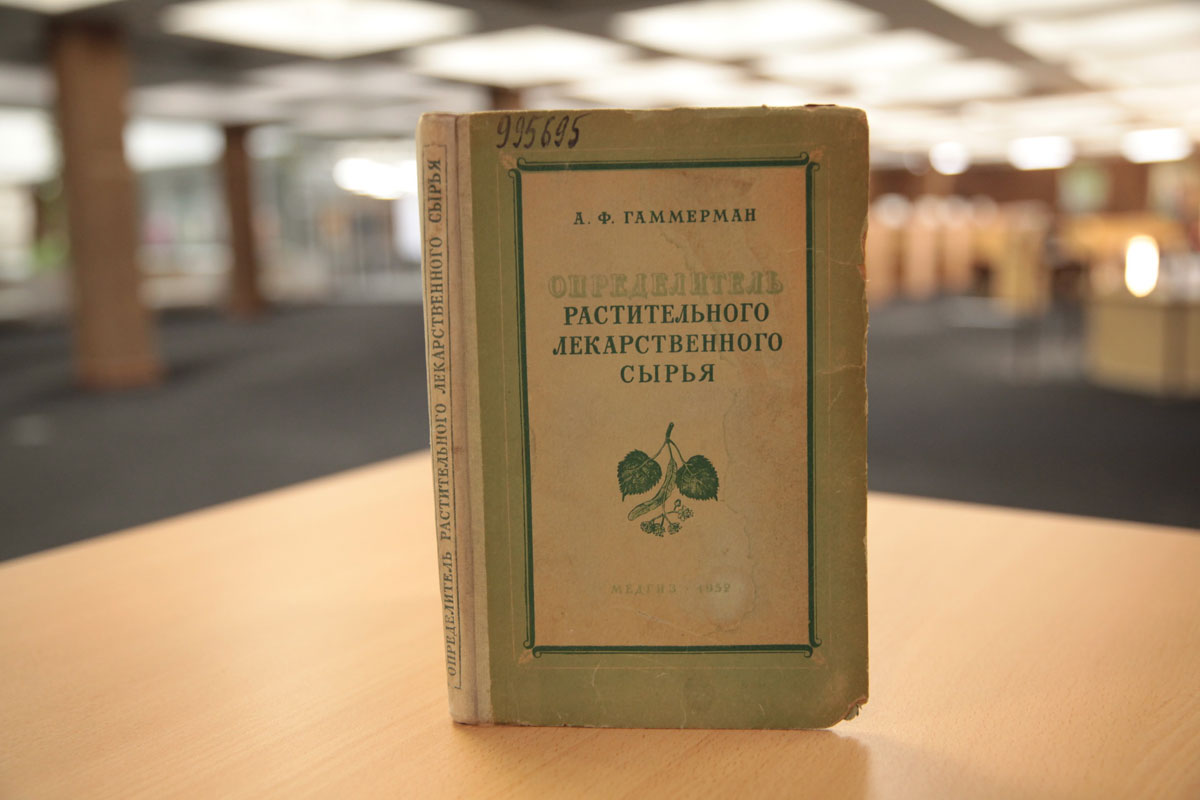 995695
А. Ф. ГАММЕРМАН
ОПРЕДЕЛИТЕЛЬ
РАСТИТЕЛЬНОГО
ЛЕКАРСТВЕННОГО
СЫРЬЯ
МЕДГИЗ · 1952
ОПРЕДЕЛИТЕЛЬ РАСТИТЕЛЬНОГО ЛЕКАРСТВЕННОГО СЫРЬЯ